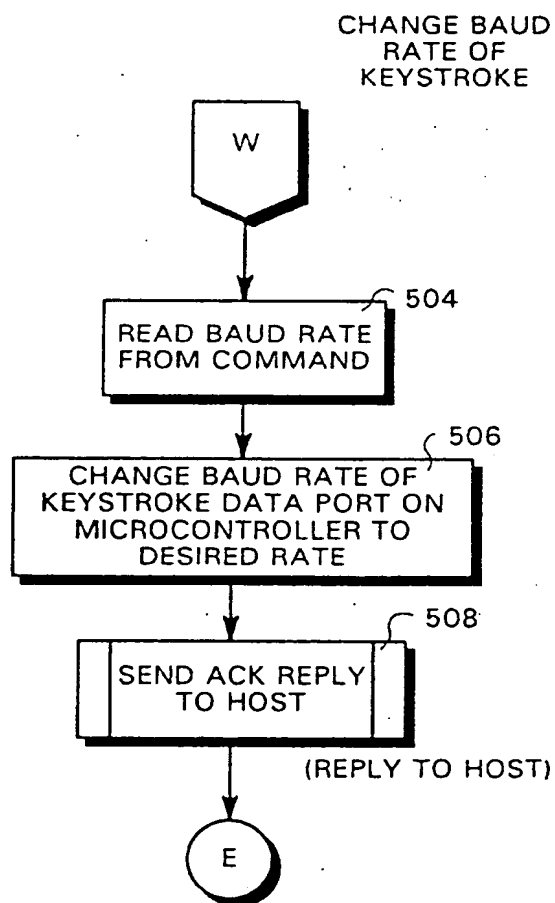 CHANGE BAUD
RATE OF
KEYSTROKE
W
504
READ BAUD RATE
FROM COMMAND
506
CHANGE BAUD RATE OF
KEYSTROKE DATA PORT ON
MICROCONTROLLER TO
DESIRED RATE
508
SEND ACK REPLY
TO HOST
(REPLY TO HOST)
E